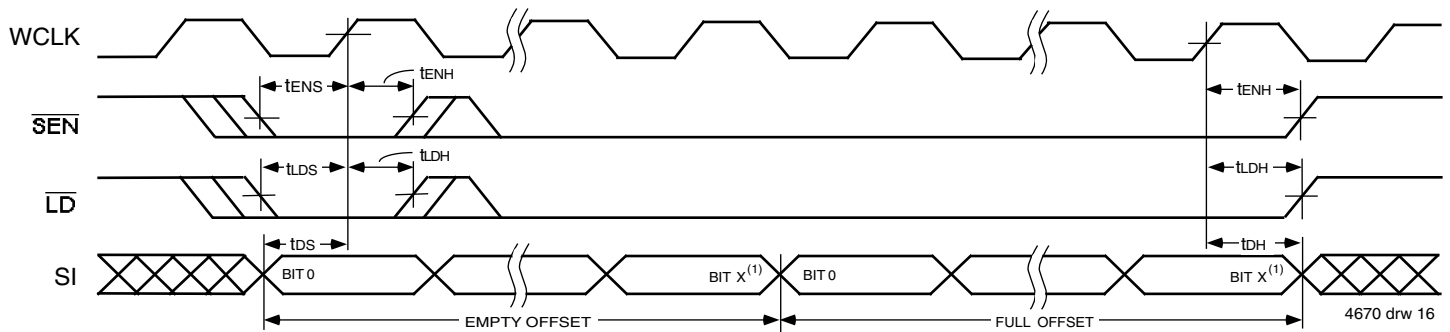 WCLK
tENS
tENH
tENH
SEN
tLDS
tLDH
tLDH
LD
tDS
tDH
SI
BIT 0
BIT X(1)
BIT 0
BIT X(1)
EMPTY OFFSET
FULL OFFSET
4670 drw 16